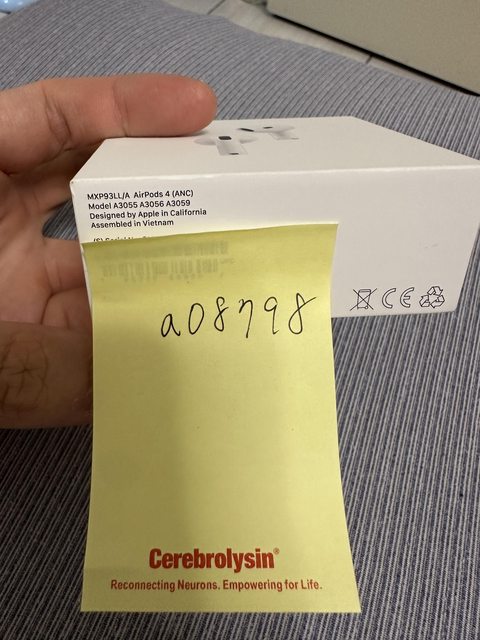 MXP93LL/A AirPods 4 (ANC)
Model A3055 A3056 A3059
Designed by Apple in California
Assembled in Vietnam
a08798
Cerebrolysin®
Reconnecting Neurons. Empowering for Life.